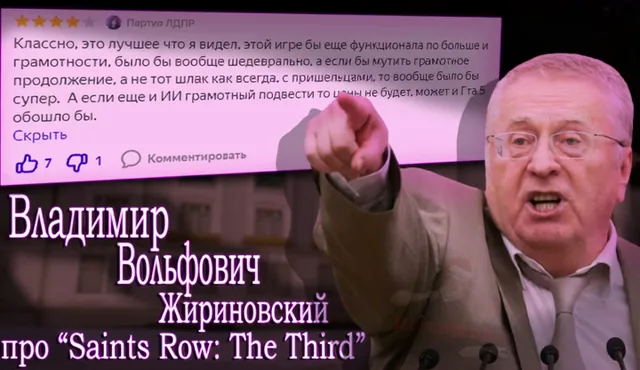 Партия ЛДПР
Классно, это лучшее что я видел, этой игре бы еще функционала по больше и
грамотности, было бы вообще шедеврально, а если бы мутить грамотное
продолжение, а не тот шлак как всегда, с пришельцами, то вообще было бы
супер. А если еще и ИИ грамотный подвести то цены не будет, может и Гта 5
обошло бы.
Скрыть
7 1 Комментировать
Владимир
Вольфович
Жириновский
про “Saints Row: The Third”